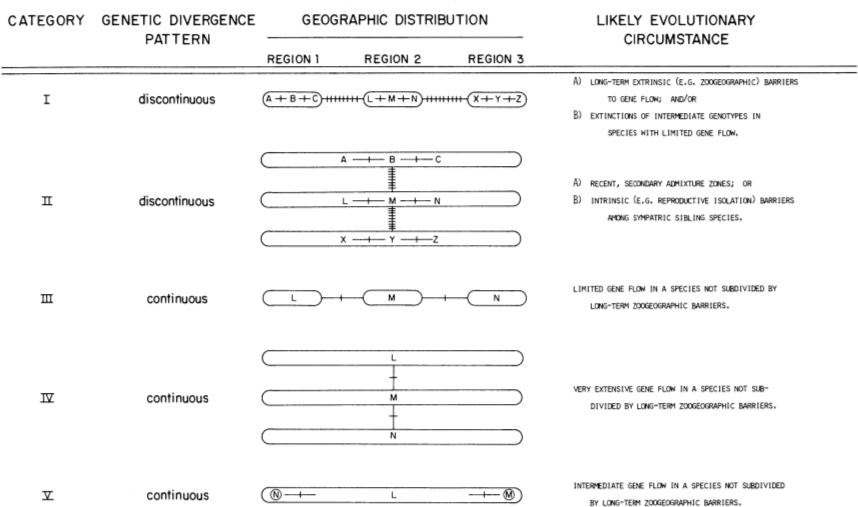 CATEGORY GENETIC DIVERGENCE PATTERN GEOGRAPHIC DISTRIBUTION LIKELY EVOLUTIONARY CIRCUMSTANCE
REGION 1 REGION 2 REGION 3
I discontinuous A B C L M N X Y Z
A) LONG-TERM EXTRINSIC (E.G. ZOOGEOGRAPHIC) BARRIERS
TO GENE FLOW; AND/OR
B) EXTINCTIONS OF INTERMEDIATE GENOTYPES IN
SPECIES WITH LIMITED GENE FLOW.
A B C
II discontinuous L M N
X Y Z
A) RECENT, SECONDARY ADMIXTURE ZONES; OR
B) INTRINSIC (E.G. REPRODUCTIVE ISOLATION) BARRIERS
AMONG SYMPATRIC SIBLING SPECIES.
III continuous L M N
LIMITED GENE FLOW IN A SPECIES NOT SUBDIVIDED BY
LONG-TERM ZOOGEOGRAPHIC BARRIERS.
L
IV continuous M
N
VERY EXTENSIVE GENE FLOW IN A SPECIES NOT SUB-
DIVIDED BY LONG-TERM ZOOGEOGRAPHIC BARRIERS.
V continuous N L M
INTERMEDIATE GENE FLOW IN A SPECIES NOT SUBDIVIDED
BY LONG-TERM ZOOGEOGRAPHIC BARRIERS.